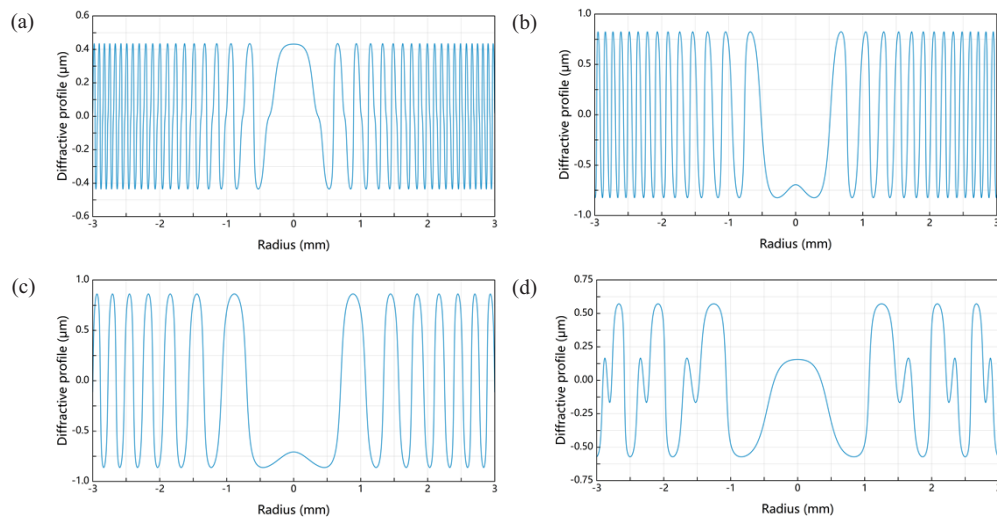 (a)
Diffractive profile (μm)
0.6
0.4
0.2
0.0
-0.2
-0.4
-0.6
-3 -2 -1 0 1 2 3
Radius (mm)
(b)
Diffractive profile (μm)
1.0
0.5
0.0
-0.5
-1.0
-3 -2 -1 0 1 2 3
Radius (mm)
(c)
Diffractive profile (μm)
1.0
0.5
0.0
-0.5
-1.0
-3 -2 -1 0 1 2 3
Radius (mm)
(d)
Diffractive profile (μm)
0.75
0.50
0.25
0.00
-0.25
-0.50
-0.75
-3 -2 -1 0 1 2 3
Radius (mm)